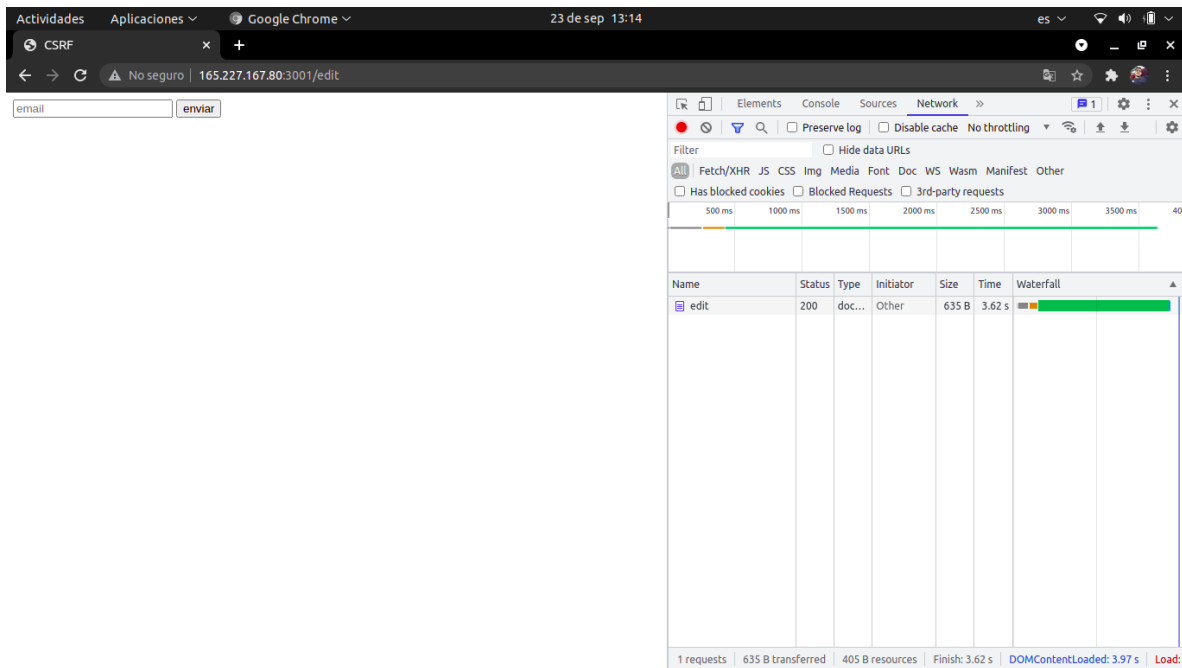 Actividades Aplicaciones Google Chrome 23 de sep 13:14 es
CSRF
No seguro 165.227.167.80:3001/edit
email enviar
Elements Console Sources Network » 1
Preserve log Disable cache No throttling
Filter Hide data URLs
All Fetch/XHR JS CSS Img Media Font Doc WS Wasm Manifest Other
Has blocked cookies Blocked Requests 3rd-party requests
500 ms 1000 ms 1500 ms 2000 ms 2500 ms 3000 ms 3500 ms 40
Name Status Type Initiator Size Time Waterfall
edit 200 doc... Other 635 B 3.62 s
1 requests 635 B transferred 405 B resources Finish: 3.62 s DOMContentLoaded: 3.97 s Load: